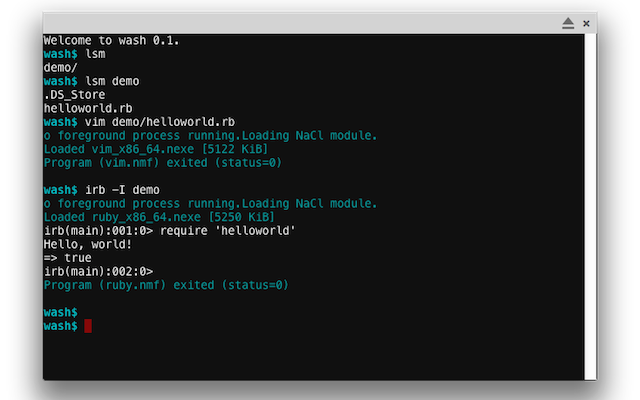 Welcome to wash 0.1.
wash$ lsm
demo/
wash$ lsm demo
.DS_Store
helloworld.rb
wash$ vim demo/helloworld.rb
o foreground process running.Loading NaCl module.
Loaded vim_x86_64.nexe [5122 KiB]
Program (vim.nmf) exited (status=0)
wash$ irb -I demo
o foreground process running.Loading NaCl module.
Loaded ruby_x86_64.nexe [5250 KiB]
irb(main):001:0> require 'helloworld'
Hello, world!
=> true
irb(main):002:0>
Program (ruby.nmf) exited (status=0)
wash$
wash$